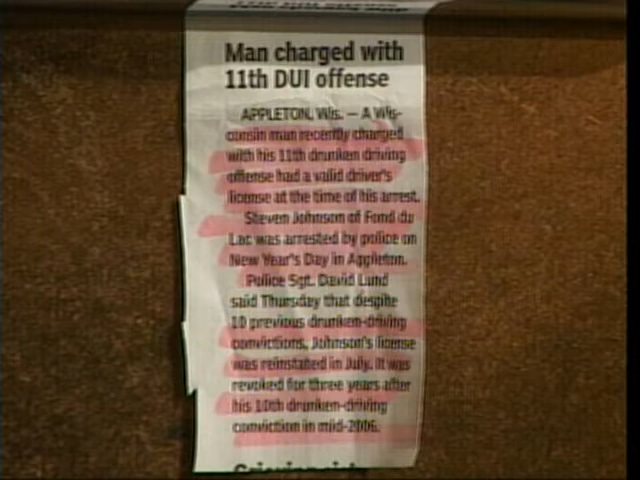 Man charged with
11th DUI offense
APPLETON, Wis. — A Wis-
consin man recently charged
with his 11th drunken driving
offense had a valid driver's
license at the time of his arrest.
Steven Johnson of Fond du
Lac was arrested by police on
New Year's Day in Appleton.
Police Sgt. David Lund
said Thursday that despite
10 previous drunken-driving
convictions, Johnson's license
was reinstated in July. It was
revoked for three years after
his 10th drunken-driving
conviction in mid-2006.